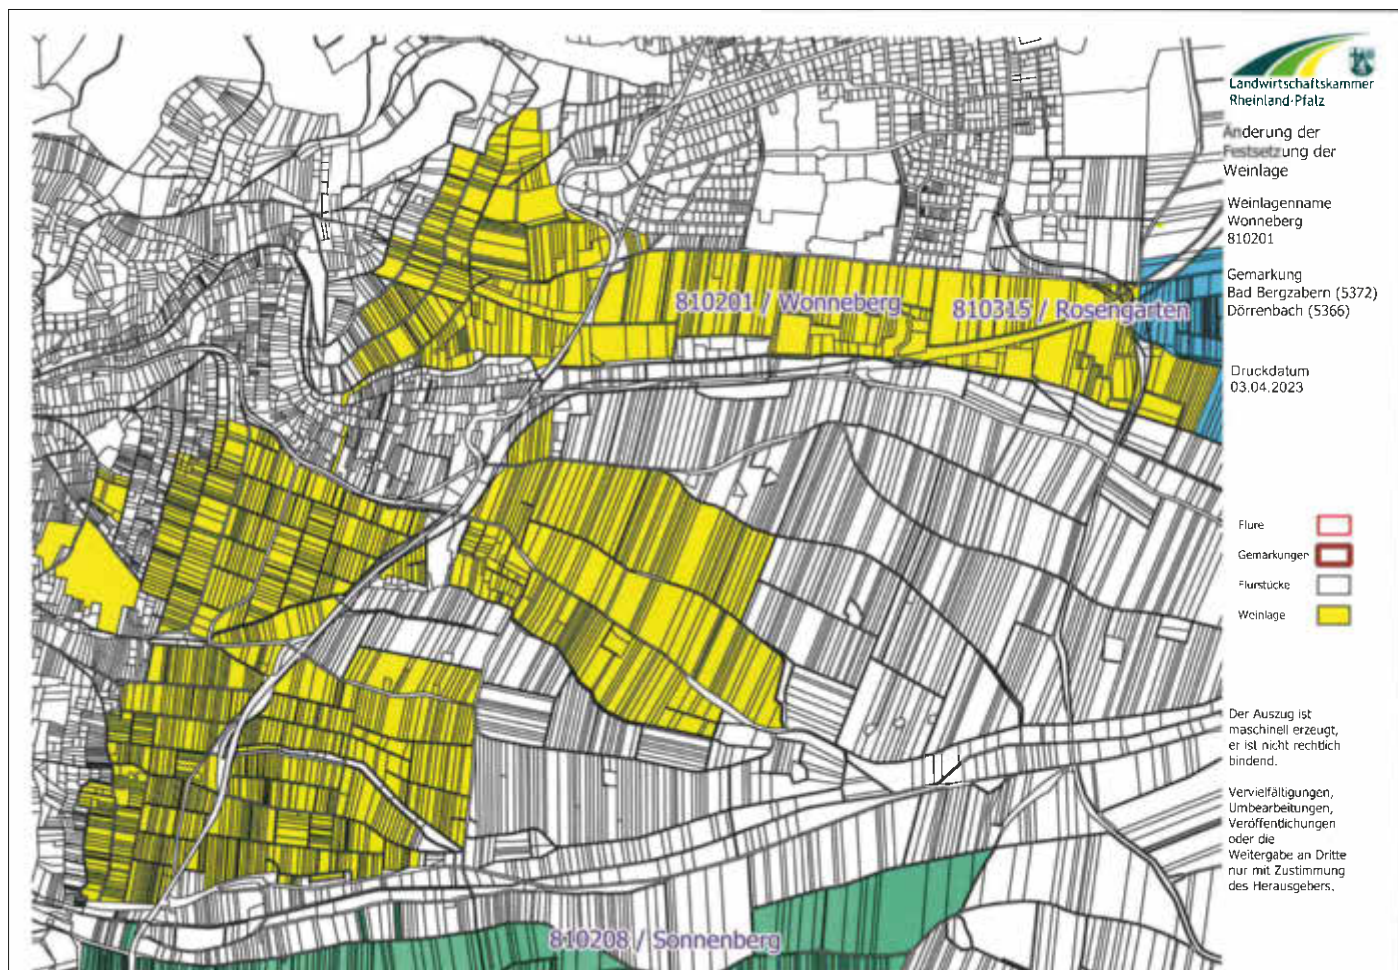 Landwirtschaftskammer
Rheinland-Pfalz
Änderung der
Festsetzung der
Weinlage
Weinlagenname
Wonneberg
810201
Gemarkung
Bad Bergzabern (5372)
Dörrenbach (5366)
Druckdatum
03.04.2023
810201 / Wonneberg
810315 / Rosengarten
810208 / Sonnenberg
Flure
Gemarkungen
Flurstücke
Weinlage
Der Auszug ist
maschinell erzeugt,
er ist nicht rechtlich
bindend.
Vervielfältigungen,
Umbearbeitungen,
Veröffentlichungen
oder die
Weitergabe an Dritte
nur mit Zustimmung
des Herausgebers.